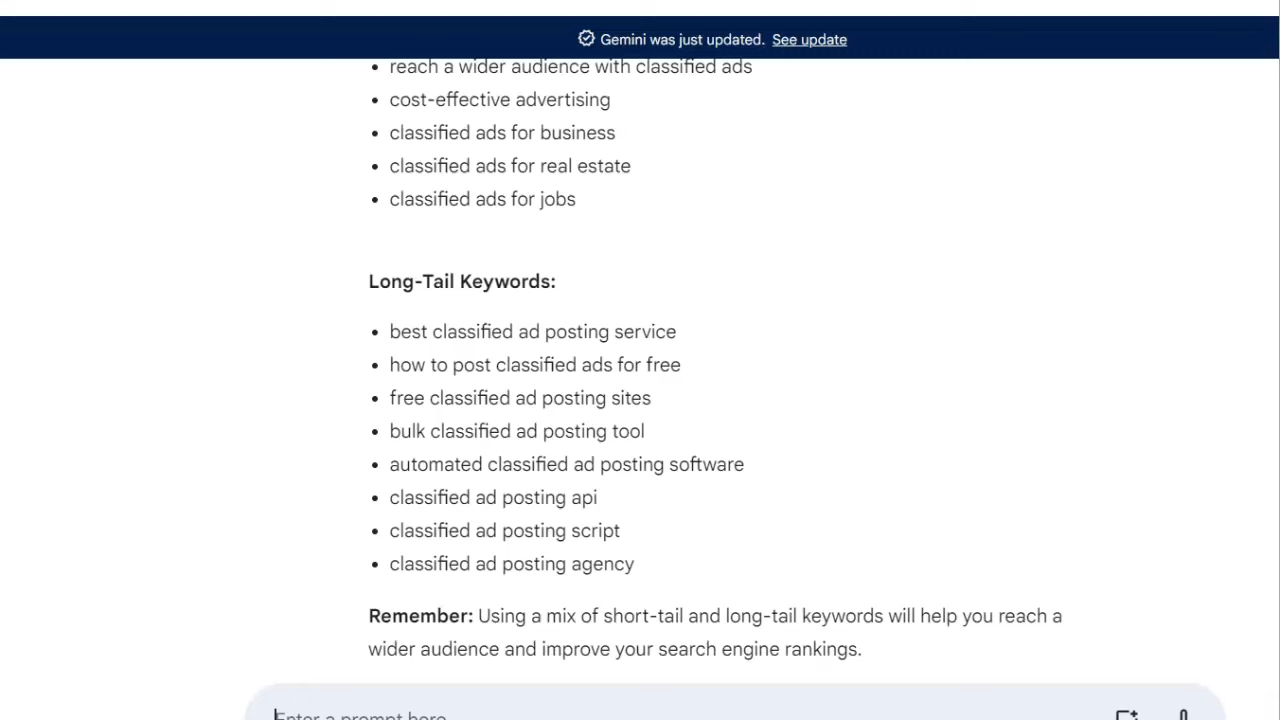 Gemini was just updated. See update
• reach a wider audience with classified ads
• cost-effective advertising
• classified ads for business
• classified ads for real estate
• classified ads for jobs
Long-Tail Keywords:
• best classified ad posting service
• how to post classified ads for free
• free classified ad posting sites
• bulk classified ad posting tool
• automated classified ad posting software
• classified ad posting api
• classified ad posting script
• classified ad posting agency
Remember: Using a mix of short-tail and long-tail keywords will help you reach a
wider audience and improve your search engine rankings.
Enter a prompt here